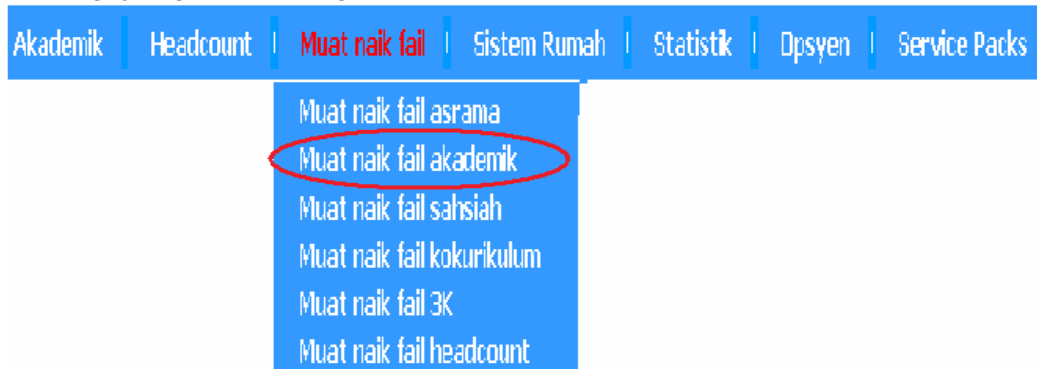 Akademik Headcount Muat naik fail Sistem Rumah Statistik Opsyen Service Packs
Muat naik fail asrama
Muat naik fail akademik
Muat naik fail sahsiah
Muat naik fail kokurikulum
Muat naik fail 3K
Muat naik fail headcount